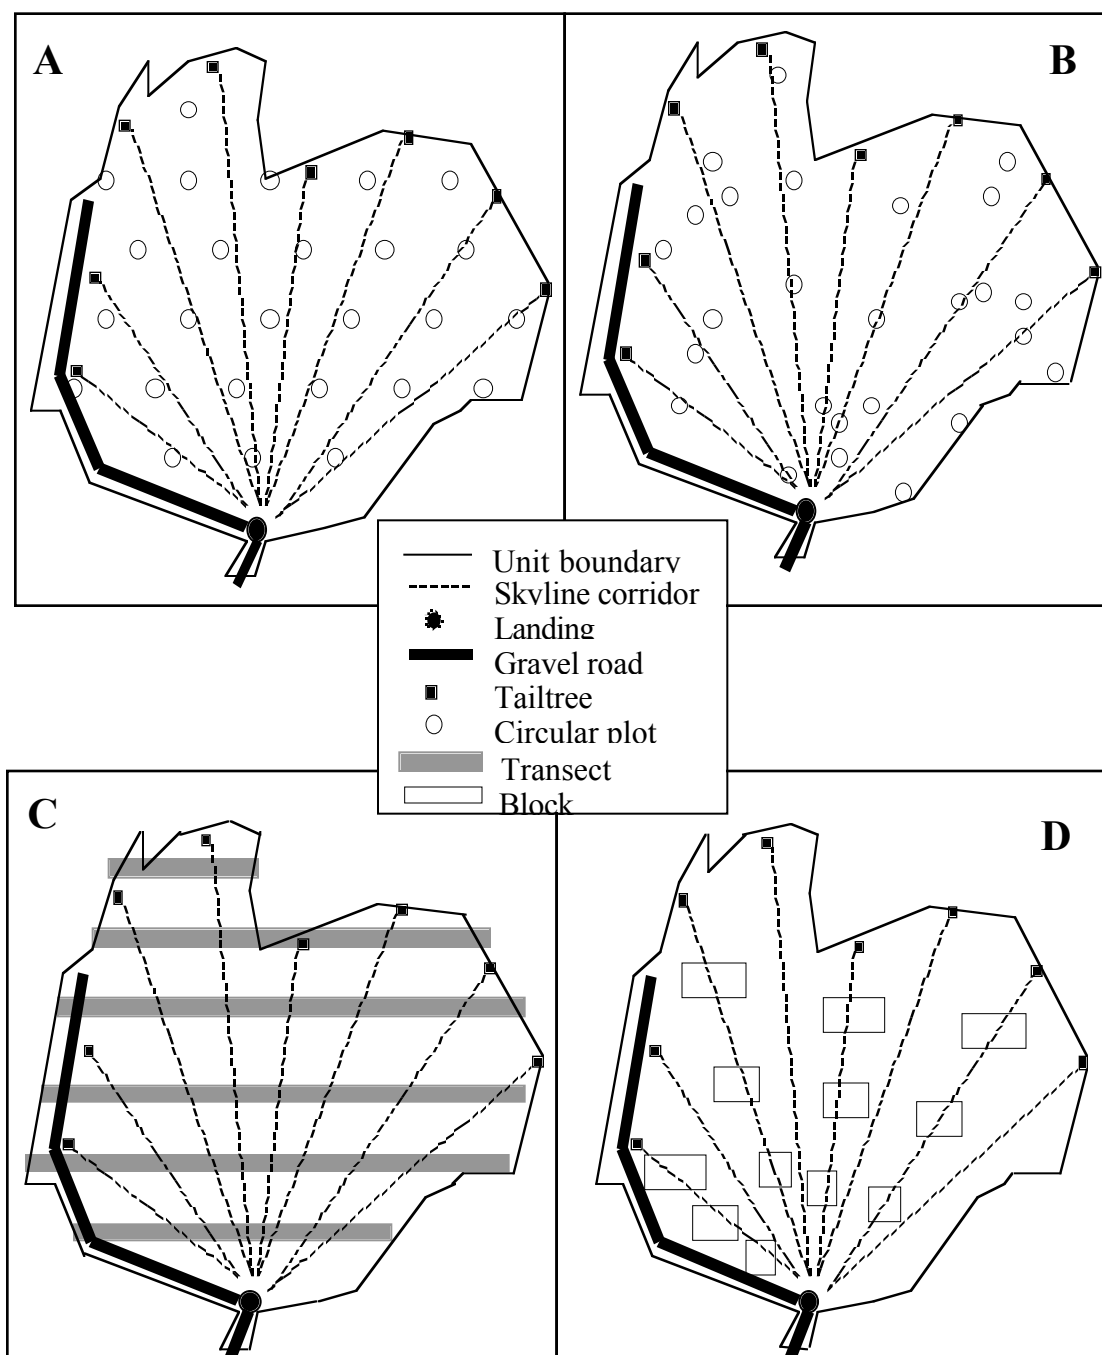 A
B
Unit boundary
Skyline corridor
Landing
Gravel road
Tailtree
Circular plot
Transect
Block
C
D